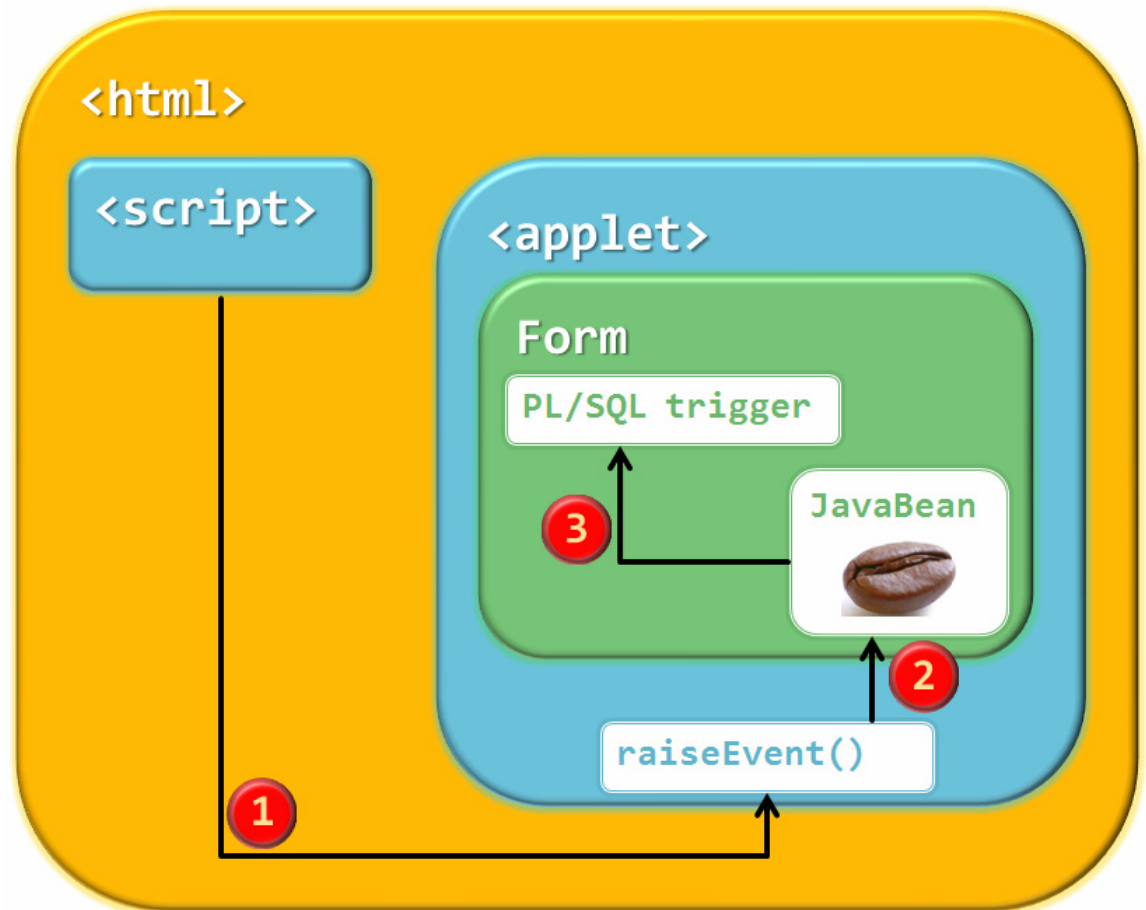 <html>
<script>
<applet>
Form
PL/SQL trigger
3
JavaBean
2
raiseEvent()
1